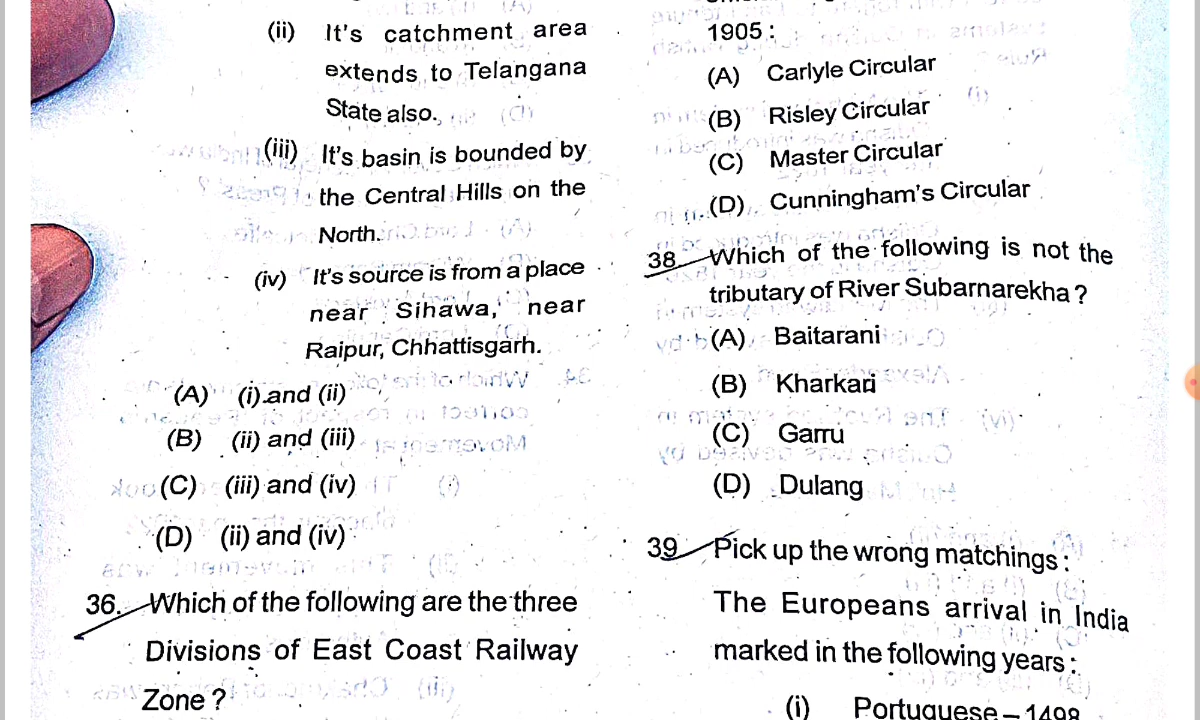 (ii) It's catchment area
extends to Telangana
State also.
(iii) It's basin is bounded by
the Central Hills on the
North.
(iv) It's source is from a place
near Sihawa, near
Raipur, Chhattisgarh.
(A) (i) and (ii)
(B) (ii) and (iii)
(C) (iii) and (iv)
(D) (ii) and (iv)
36. Which of the following are the three
Divisions of East Coast Railway
Zone ?
1905 :
(A) Carlyle Circular
(B) Risley Circular
(C) Master Circular
(D) Cunningham's Circular
38. Which of the following is not the
tributary of River Subarnarekha ?
(A) Baitarani
(B) Kharkari
(C) Garru
(D) Dulang
39. Pick up the wrong matchings :
The Europeans arrival in India
marked in the following years :
(i) Portuguese – 1498